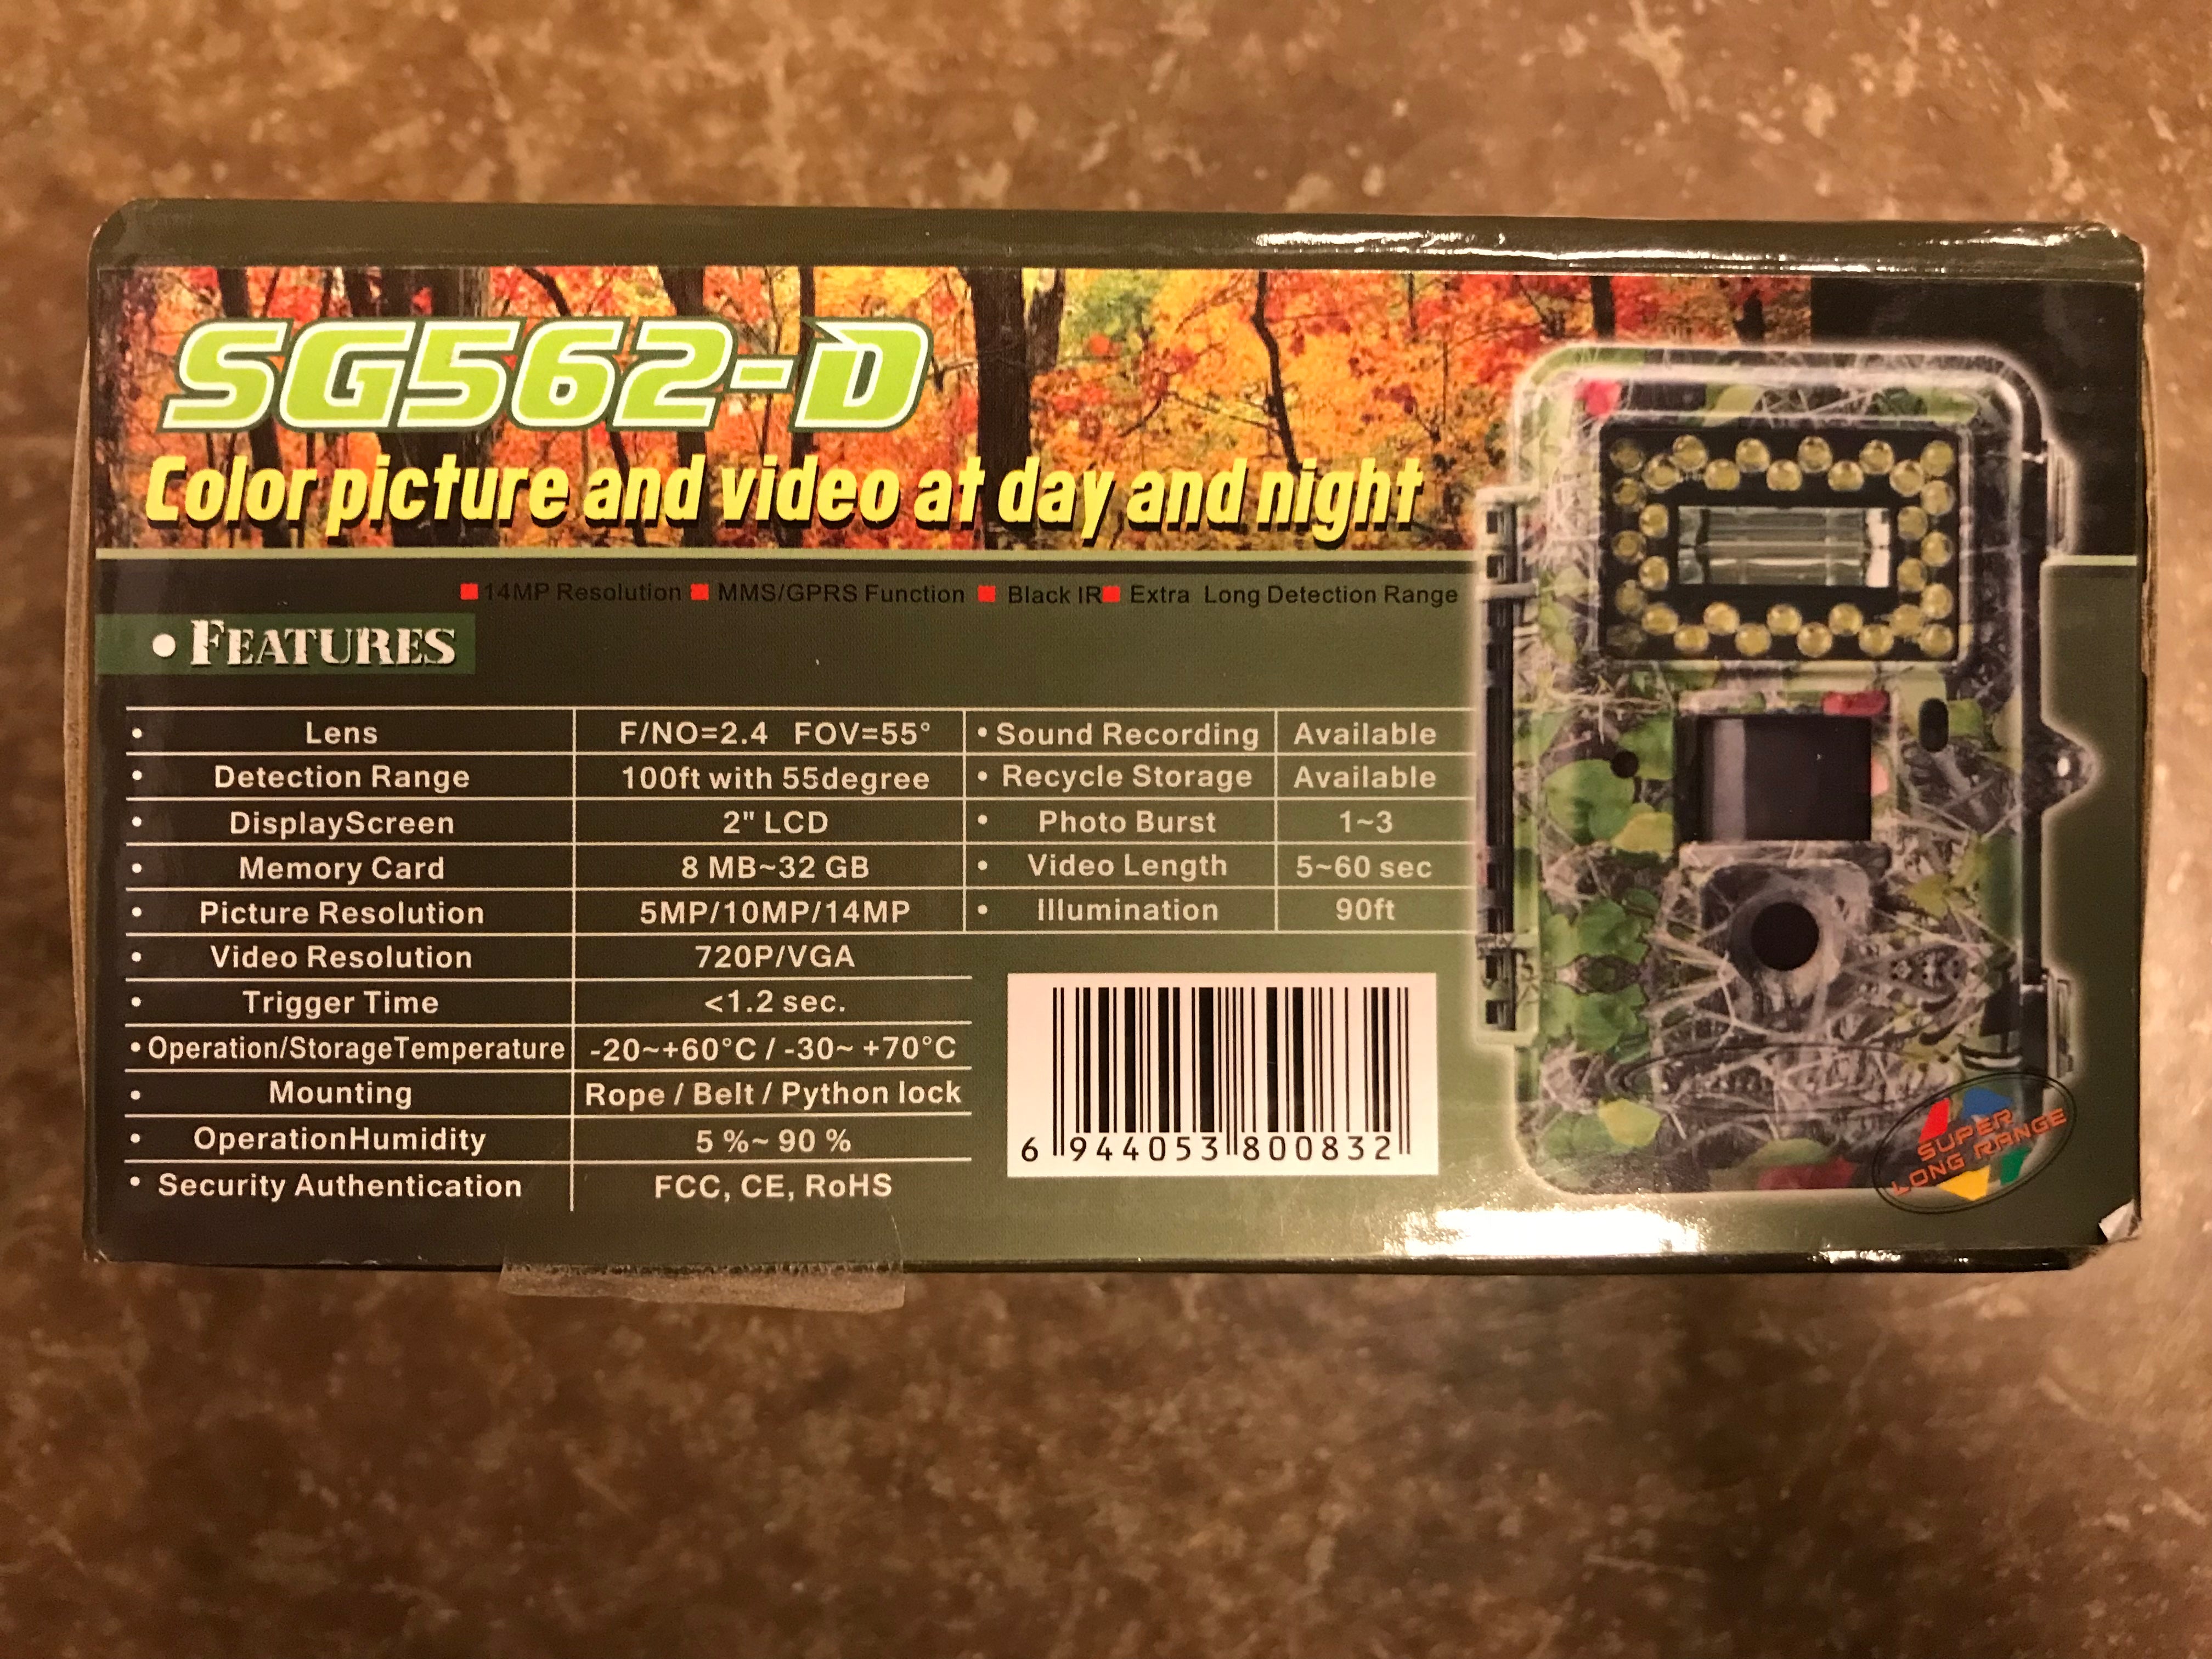 SG562-D
Color picture and video at day and night
14MP Resolution MMS/GPRS Function Black IR Extra Long Detection Range
• FEATURES
• Lens F/NO=2.4 FOV=55° • Sound Recording Available
• Detection Range 100ft with 55degree • Recycle Storage Available
• DisplayScreen 2" LCD • Photo Burst 1~3
• Memory Card 8 MB~32 GB • Video Length 5~60 sec
• Picture Resolution 5MP/10MP/14MP • Illumination 90ft
• Video Resolution 720P/VGA
• Trigger Time <1.2 sec.
• Operation/StorageTemperature -20~+60°C / -30~ +70°C
• Mounting Rope / Belt / Python lock
• OperationHumidity 5 %~ 90 %
• Security Authentication FCC, CE, RoHS
6 944053 800832
SUPER
LONG RANGE